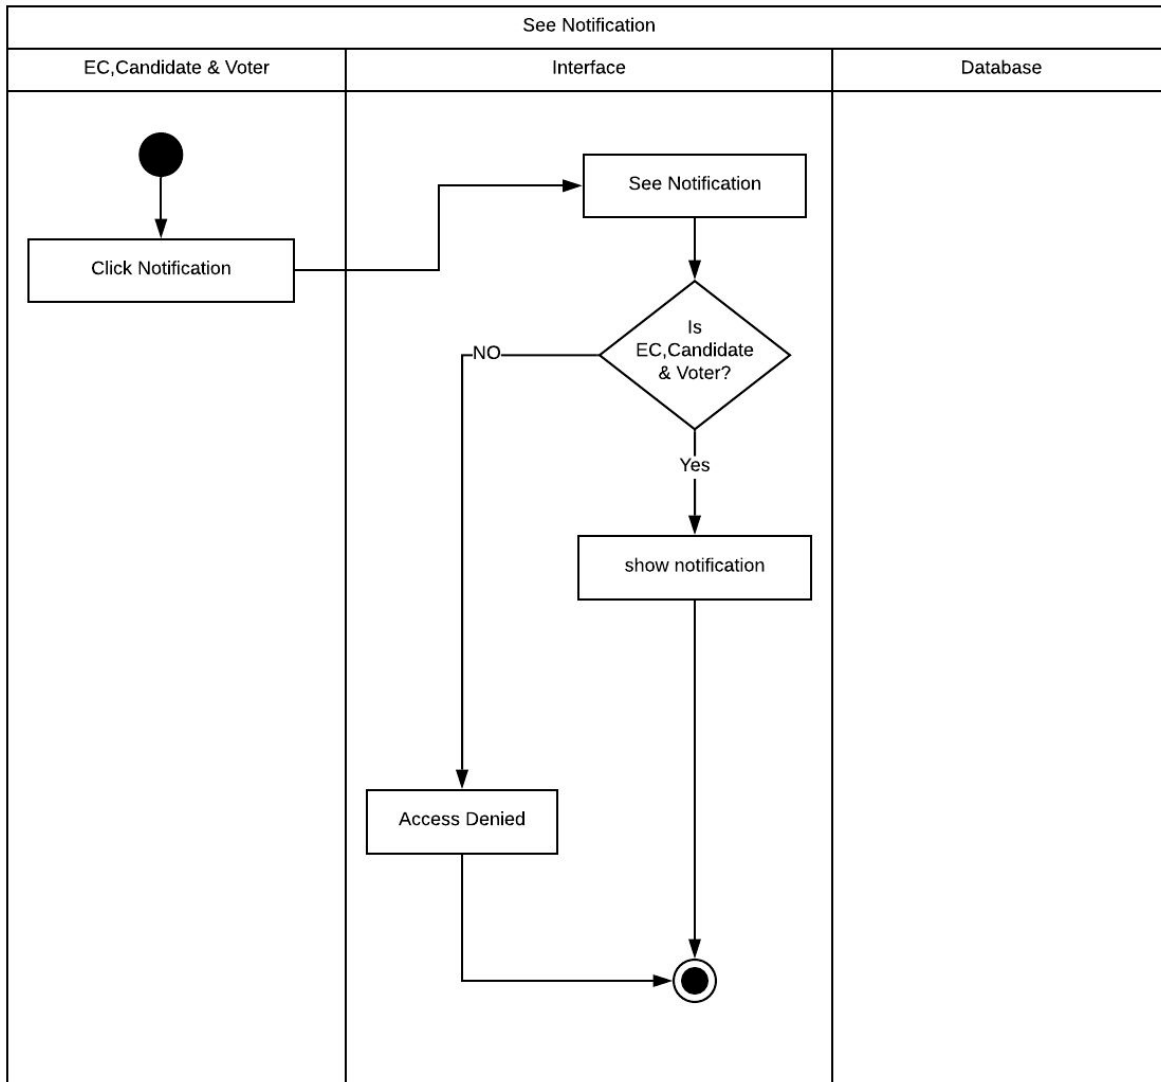 See Notification
EC,Candidate & Voter
Interface
Database
See Notification
Click Notification
Is
EC,Candidate
& Voter?
NO
Yes
show notification
Access Denied